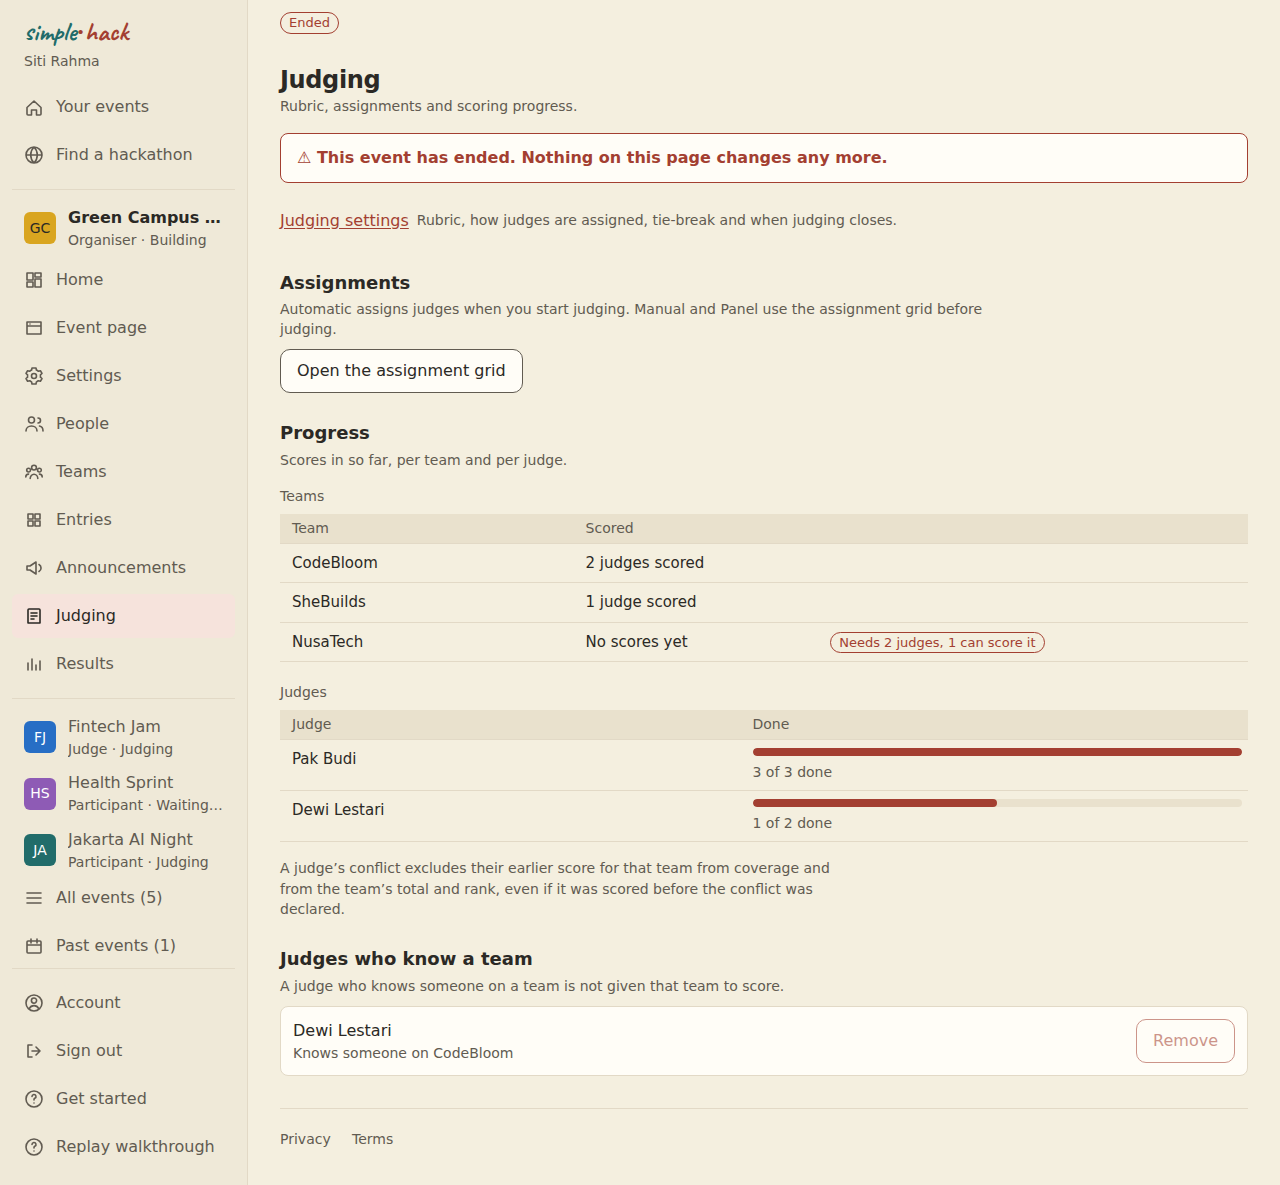 simple·hack
Siti Rahma
Your events
Find a hackathon
GC
Green Campus …
Organiser · Building
Home
Event page
Settings
People
Teams
Entries
Announcements
Judging
Results
FJ
Fintech Jam
Judge · Judging
HS
Health Sprint
Participant · Waiting…
JA
Jakarta AI Night
Participant · Judging
All events (5)
Past events (1)
Account
Sign out
Get started
Replay walkthrough
Ended
Judging
Rubric, assignments and scoring progress.
⚠ This event has ended. Nothing on this page changes any more.
Judging settings Rubric, how judges are assigned, tie-break and when judging closes.
Assignments
Automatic assigns judges when you start judging. Manual and Panel use the assignment grid before
judging.
Open the assignment grid
Progress
Scores in so far, per team and per judge.
Teams
Team Scored
CodeBloom 2 judges scored
SheBuilds 1 judge scored
NusaTech No scores yet Needs 2 judges, 1 can score it
Judges
Judge Done
Pak Budi
3 of 3 done
Dewi Lestari
1 of 2 done
A judge’s conflict excludes their earlier score for that team from coverage and
from the team’s total and rank, even if it was scored before the conflict was
declared.
Judges who know a team
A judge who knows someone on a team is not given that team to score.
Dewi Lestari
Knows someone on CodeBloom
Remove
Privacy Terms